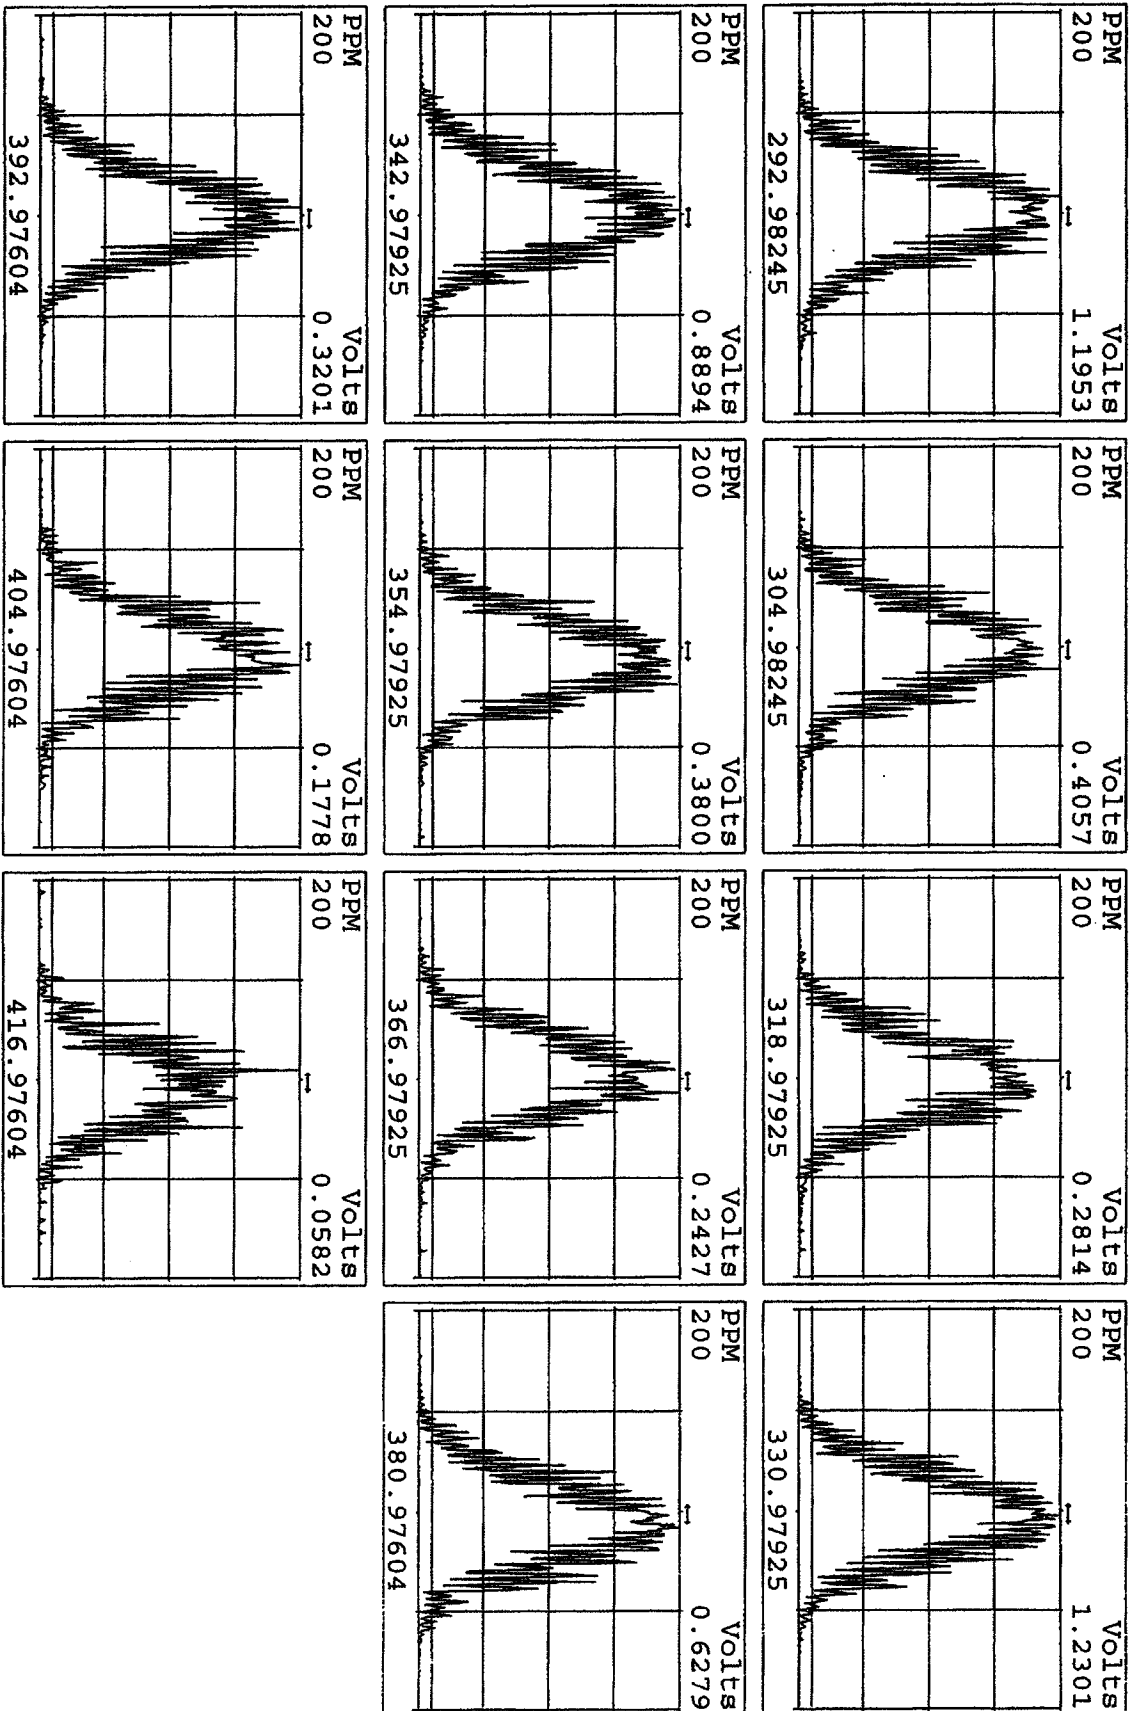 PPM Volts
200 1.1953
292.98245
PPM Volts
200 0.4057
304.98245
PPM Volts
200 0.2814
318.97925
PPM Volts
200 1.2301
330.97925
PPM Volts
200 0.8894
342.97925
PPM Volts
200 0.3800
354.97925
PPM Volts
200 0.2427
366.97925
PPM Volts
200 0.6279
380.97604
PPM Volts
200 0.3201
392.97604
PPM Volts
200 0.1778
404.97604
PPM Volts
200 0.0582
416.97604